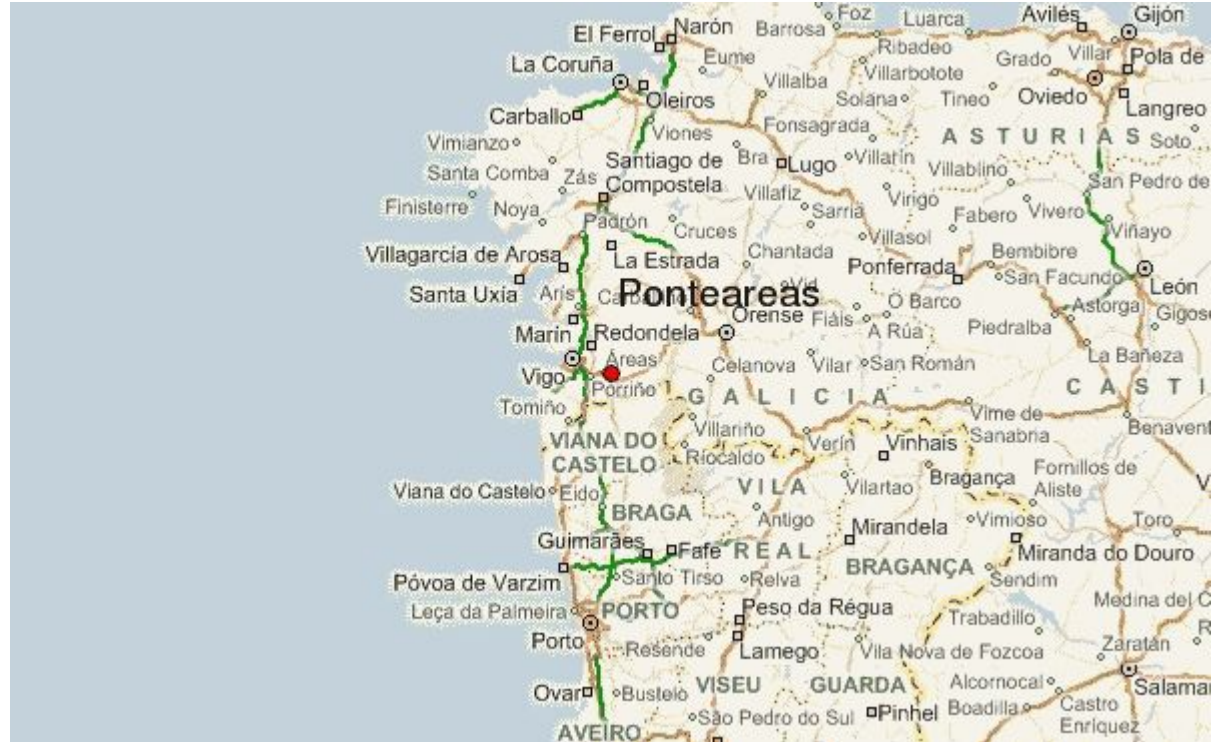 Foz
Luarca
Avilés
Gijón
Narón
Barrosa
El Ferrol
Ribadeo
Villar
Eume
Grado
Pola de
La Coruña
Villalba
Villarbotote
Oviedo
Oleiros
Solana
Tineo
Langreo
Carballo
Fonsagrada
Viones
ASTURIAS
Soto
Vimianzo
Bra
Lugo
Villarín
Santiago de
Compostela
Villablino
Santa Comba
Zás
San Pedro de
Villafiz
Virigo
Finisterre
Noya
Sarria
Fabero
Vivero
Padrón
Cruces
Viñayo
Villasol
Villagarcía de Arosa
La Estrada
Chantada
Bembibre
Ponferrada
San Facundo
León
Santa Uxía
Arís
Ponteareas
O Barco
Astorga
Gigose
Marín
Redondela
Orense
Fiáis
A Rúa
Piedralba
Áreas
La Bañeza
Vigo
Celanova
Vilar
San Román
Porriño
GALICIA
CASTI
Tomiño
Vime de
Sanabria
Benavent
VIANA DO
CASTELO
Villariño
Verín
Vinhais
Riocaldo
Bragança
Fornillos de
Aliste
Viana do Castelo
Eido
VILA
REAL
Vilartao
V
BRAGA
Antigo
Vimioso
Toro
Guimarães
Fafe
Mirandela
Miranda do Douro
Póvoa de Varzim
Santo Tirso
Relva
BRAGANÇA
Sendim
Leça da Palmeira
PORTO
Peso da Régua
Medina del C
Trabadillo
Porto
R
Resende
Lamego
Vila Nova de Fozcoa
Zaratán
Ovar
Bustelo
VISEU
GUARDA
Alcornocal
Salamar
São Pedro do Sul
Pinhel
Boadilla
Castro
Enríquez
AVEIRO